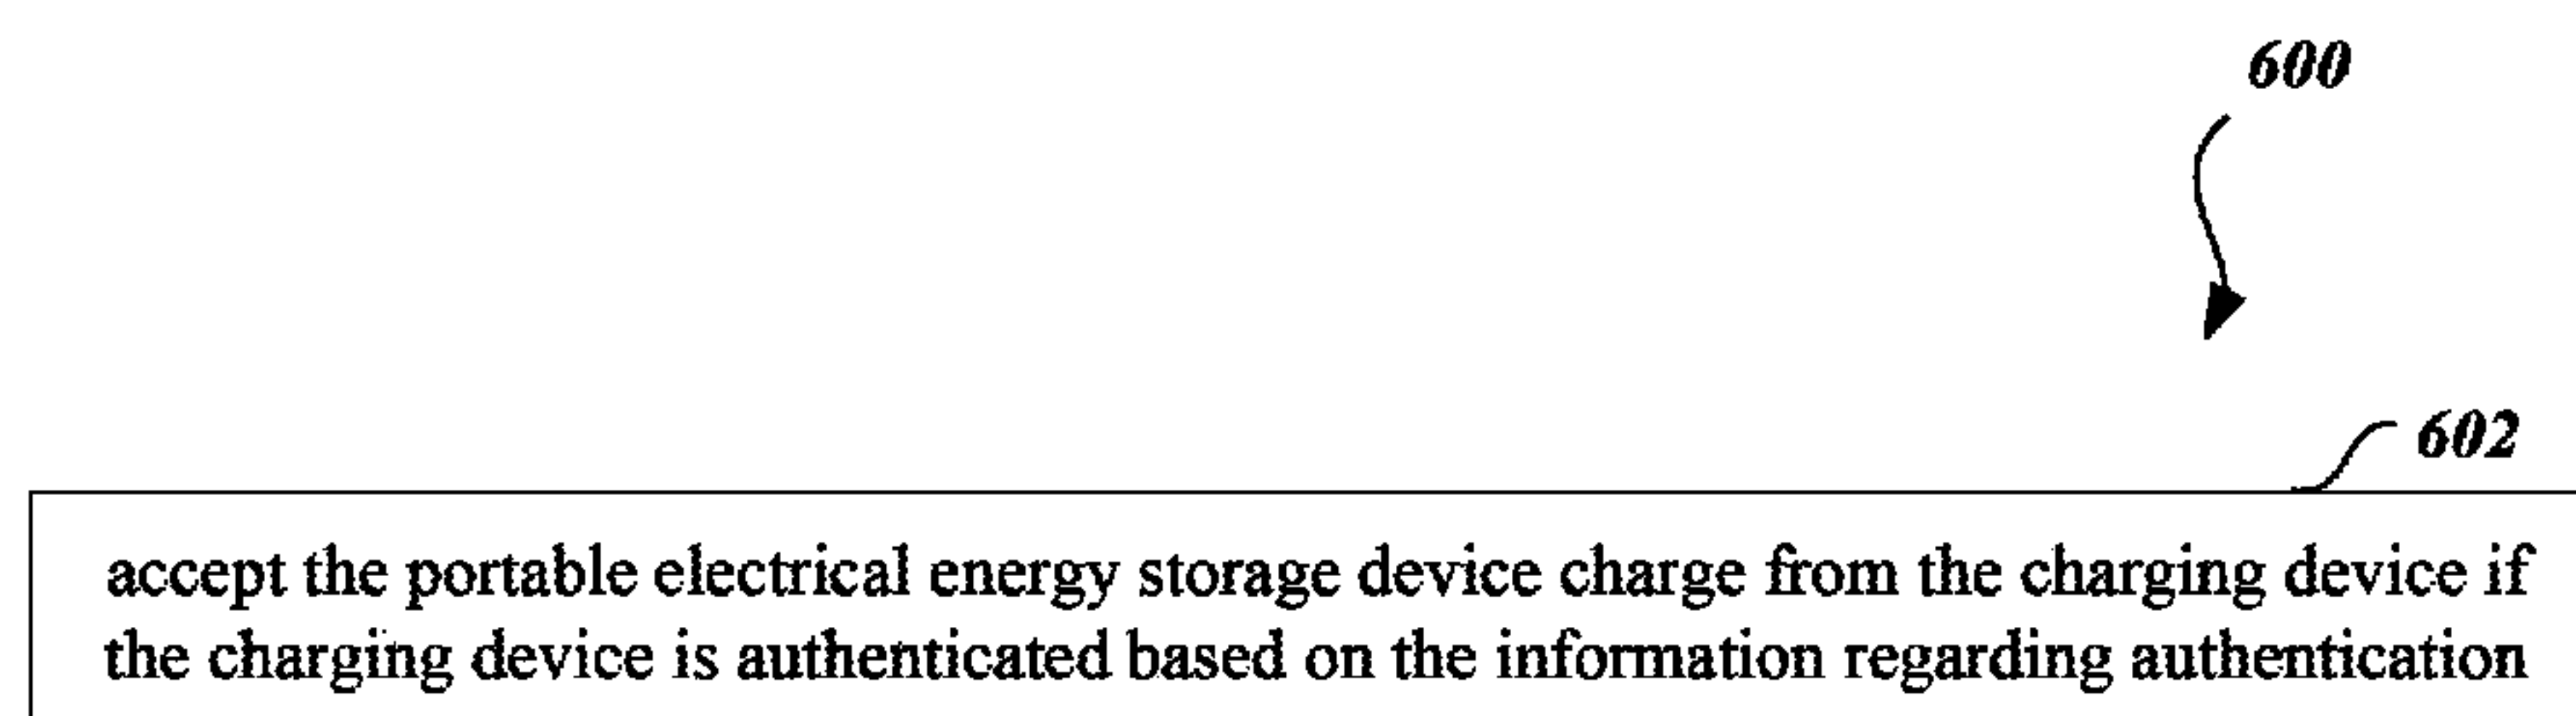 600
602
accept the portable electrical energy storage device charge from the charging device if
the charging device is authenticated based on the information regarding authentication